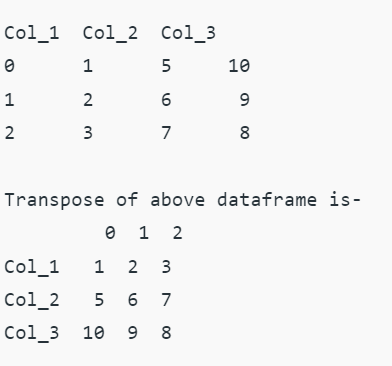 Col_1 Col_2 Col_3
0 1 5 10
1 2 6 9
2 3 7 8
Transpose of above dataframe is-
0 1 2
Col_1 1 2 3
Col_2 5 6 7
Col_3 10 9 8